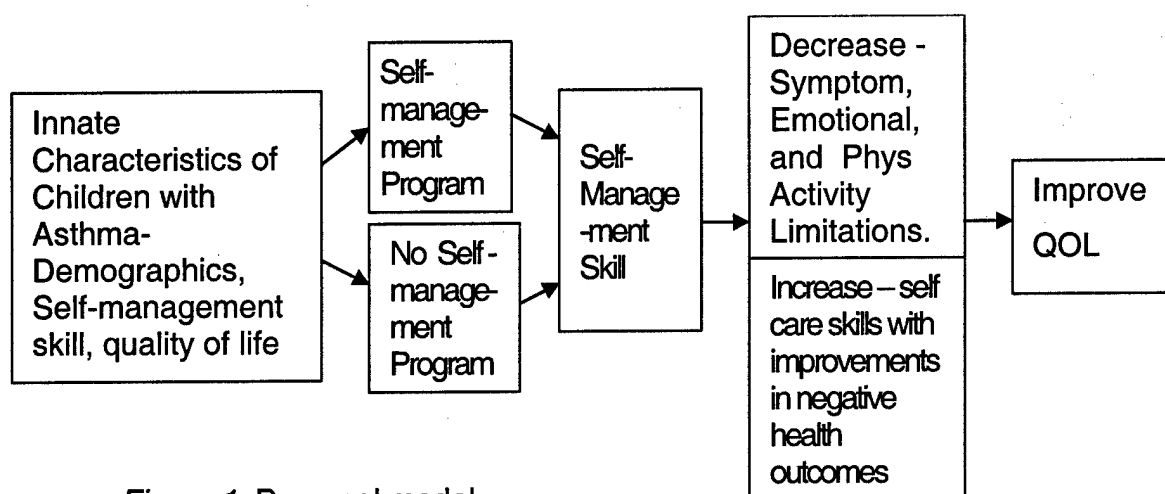 Innate
Characteristics of
Children with
Asthma-
Demographics,
Self-management
skill, quality of life
Self-
manage-
ment
Program
No Self-
manage-
ment
Program
Self-
Manage
-ment
Skill
Decrease -
Symptom,
Emotional,
and Phys
Activity
Limitations.
Increase – self
care skills with
improvements
in negative
health
outcomes
Improve
QOL